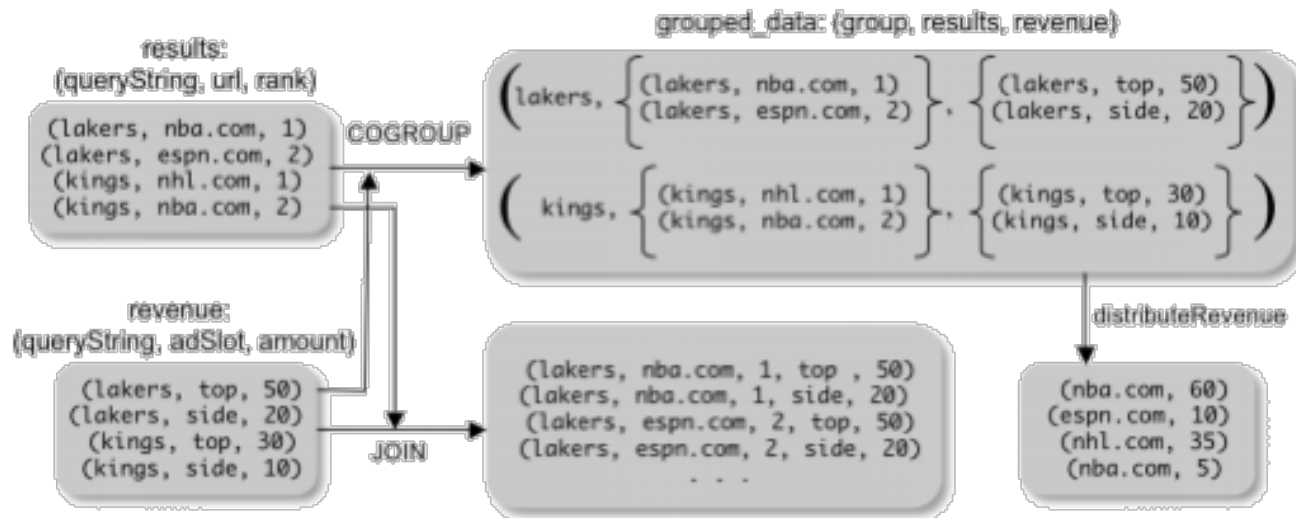 results:
(queryString, url, rank)
(lakers, nba.com, 1)
(lakers, espn.com, 2)
(kings, nhl.com, 1)
(kings, nba.com, 2)
COGROUP
grouped_data: (group, results, revenue)
(lakers, {(lakers, nba.com, 1) , {(lakers, top, 50)
(lakers, espn.com, 2)} (lakers, side, 20)})
( kings, {(kings, nhl.com, 1) , {(kings, top, 30)
(kings, nba.com, 2)} (kings, side, 10)})
revenue:
(queryString, adSlot, amount)
(lakers, top, 50)
(lakers, side, 20)
(kings, top, 30)
(kings, side, 10)
JOIN
(lakers, nba.com, 1, top , 50)
(lakers, nba.com, 1, side, 20)
(lakers, espn.com, 2, top, 50)
(lakers, espn.com, 2, side, 20)
. . .
distributeRevenue
(nba.com, 60)
(espn.com, 10)
(nhl.com, 35)
(nba.com, 5)